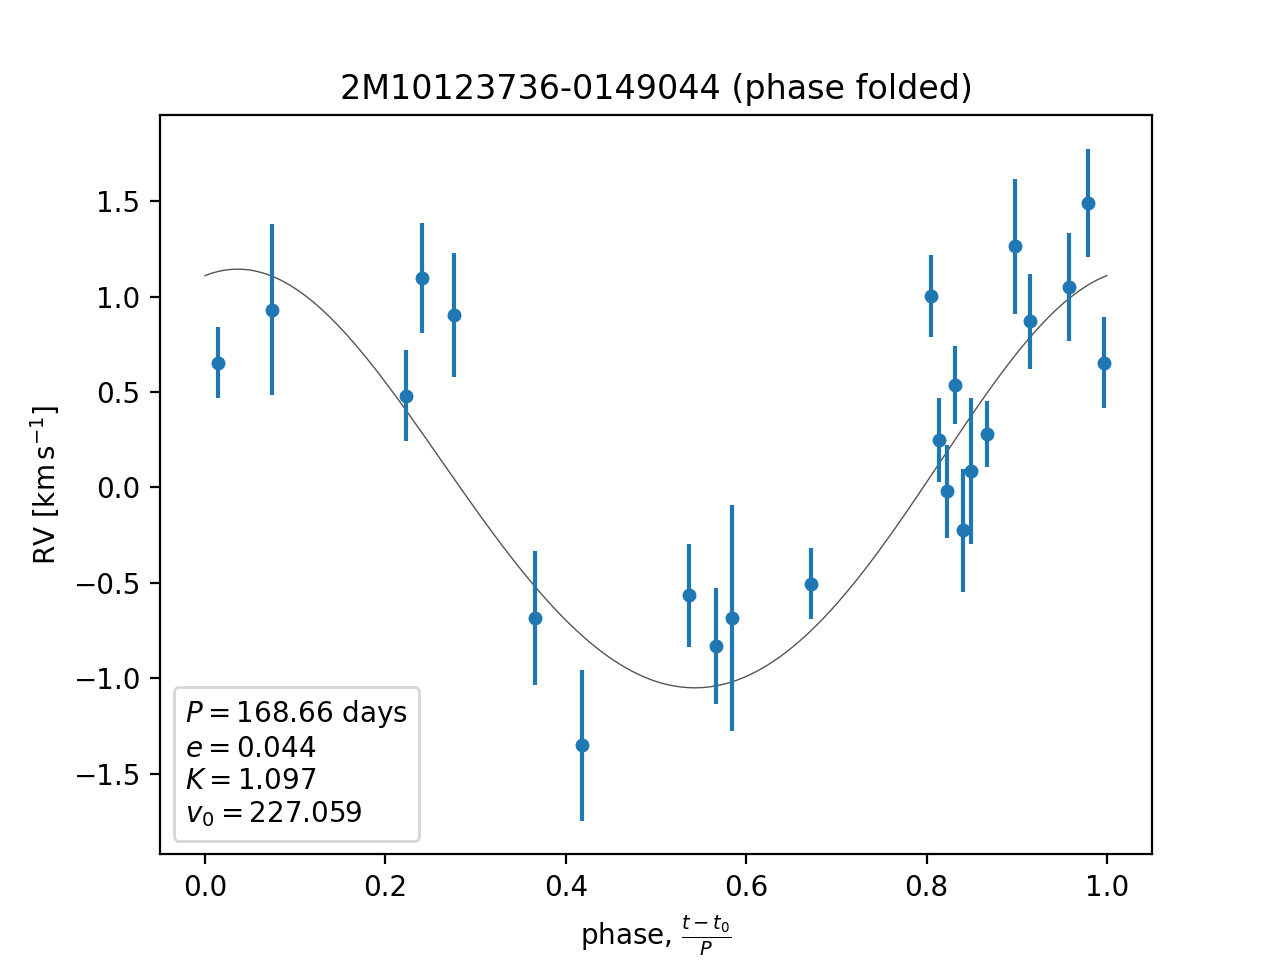 2M10123736-0149044 (phase folded)
RV [km s⁻¹]
1.5
1.0
0.5
0.0
−0.5
−1.0
−1.5
P = 168.66 days
e = 0.044
K = 1.097
v₀ = 227.059
0.0 0.2 0.4 0.6 0.8 1.0
phase, (t − t₀)/P